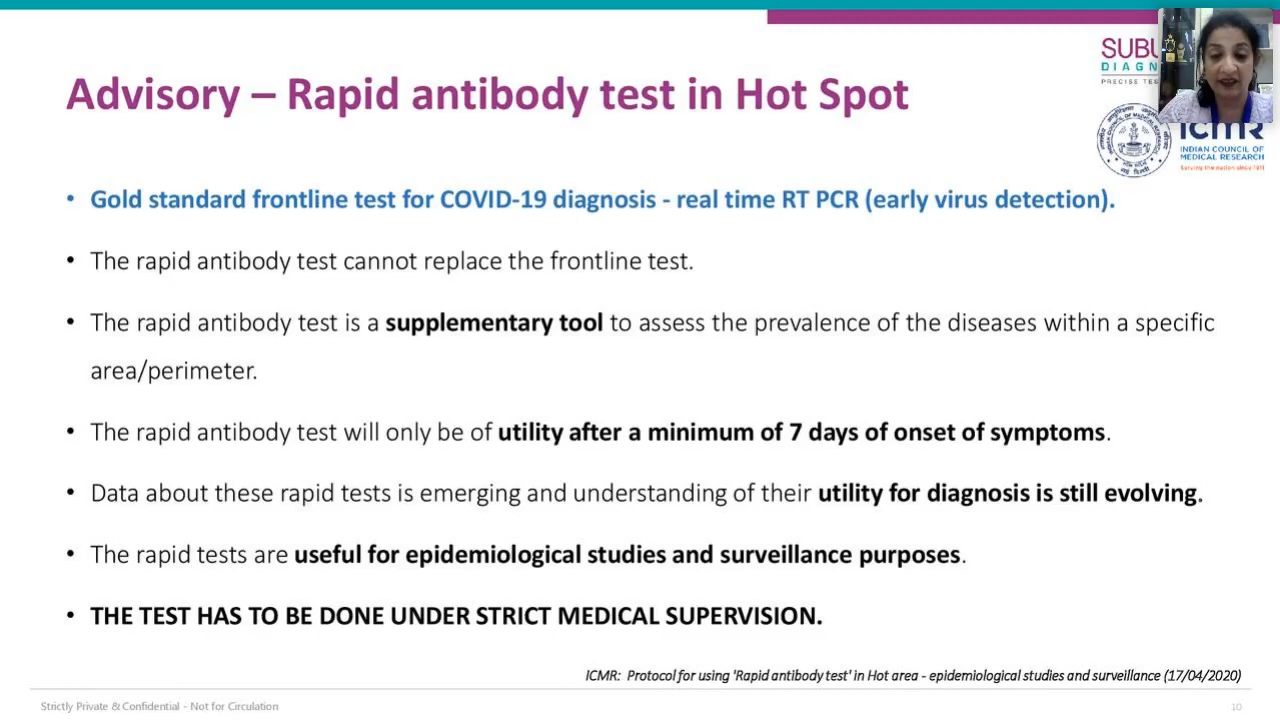 Advisory – Rapid antibody test in Hot Spot
PRECISE
ICMR
INDIAN COUNCIL OF
MEDICAL RESEARCH
Serving the nation since 1911
• Gold standard frontline test for COVID-19 diagnosis - real time RT PCR (early virus detection).
• The rapid antibody test cannot replace the frontline test.
• The rapid antibody test is a supplementary tool to assess the prevalence of the diseases within a specific
area/perimeter.
• The rapid antibody test will only be of utility after a minimum of 7 days of onset of symptoms.
• Data about these rapid tests is emerging and understanding of their utility for diagnosis is still evolving.
• The rapid tests are useful for epidemiological studies and surveillance purposes.
• THE TEST HAS TO BE DONE UNDER STRICT MEDICAL SUPERVISION.
ICMR: Protocol for using 'Rapid antibody test' in Hot area - epidemiological studies and surveillance (17/04/2020)
Strictly Private & Confidential - Not for Circulation
10